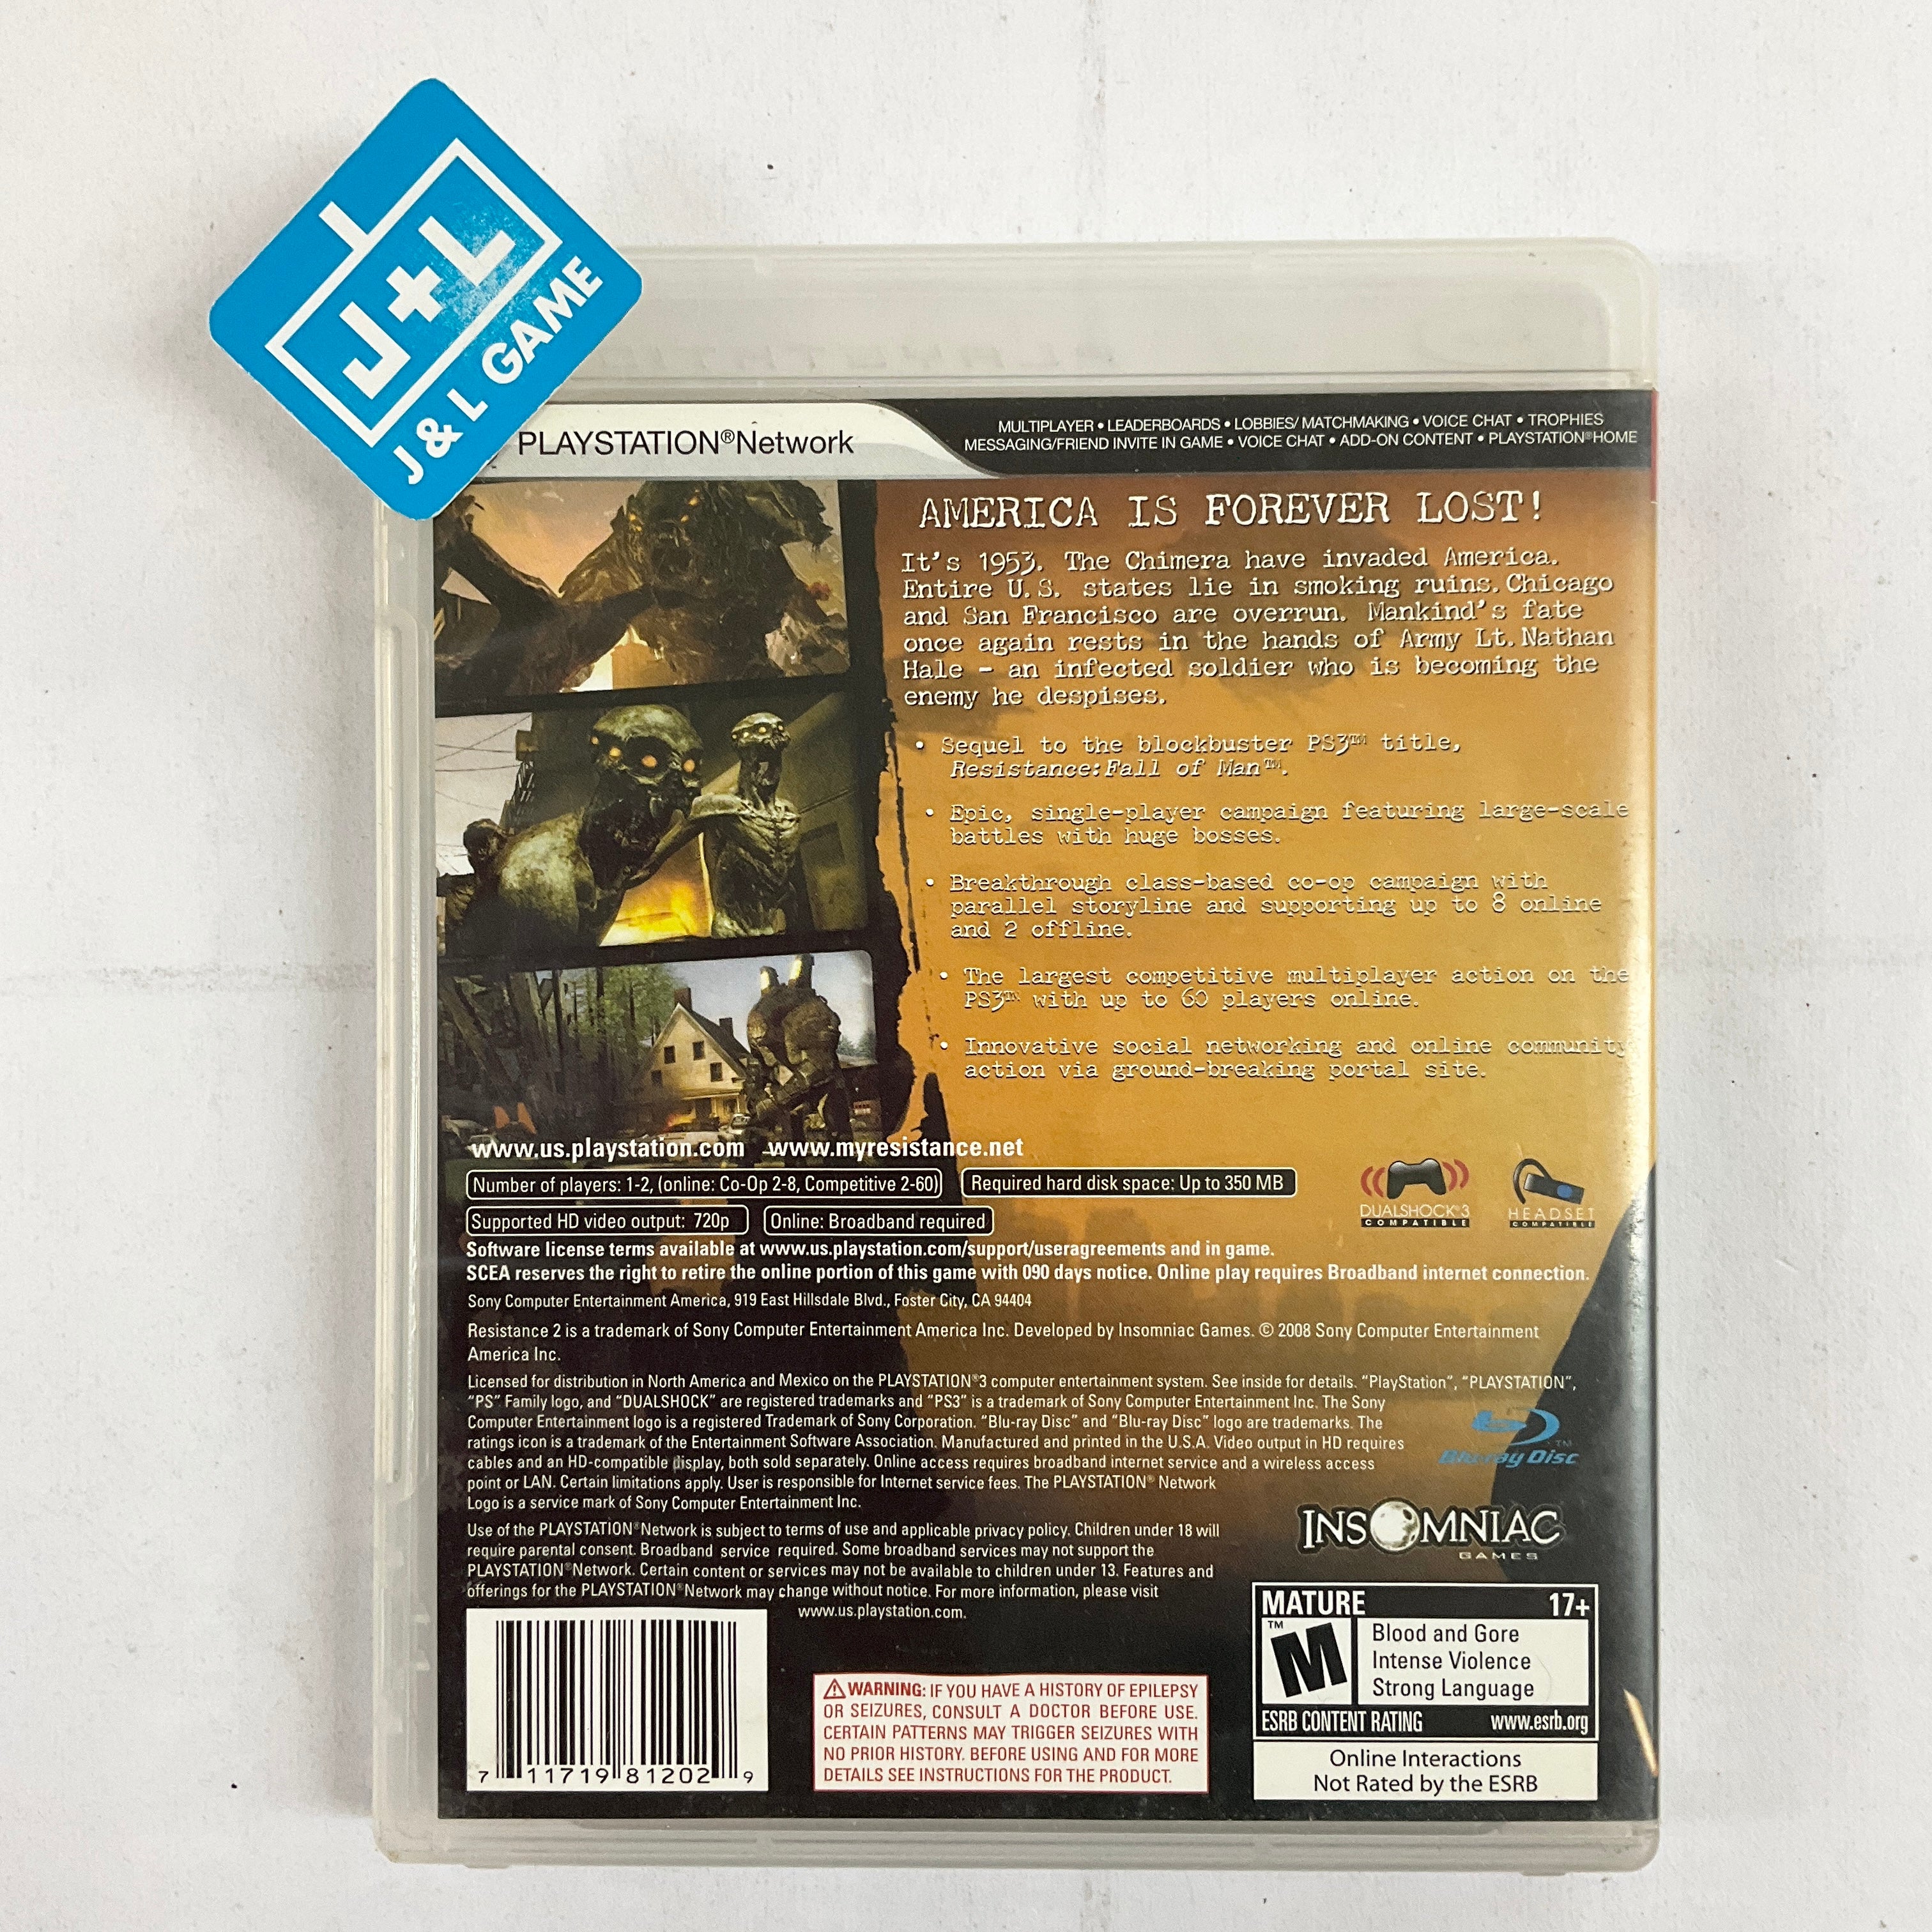 J+L
J & L GAME
PLAYSTATION®Network
MULTIPLAYER • LEADERBOARDS • LOBBIES/ MATCHMAKING • VOICE CHAT • TROPHIES
MESSAGING/FRIEND INVITE IN GAME • VOICE CHAT • ADD-ON CONTENT • PLAYSTATION®HOME
AMERICA IS FOREVER LOST!
It's 1953. The Chimera have invaded America.
Entire U.S. states lie in smoking ruins. Chicago
and San Francisco are overrun. Mankind's fate
once again rests in the hands of Army Lt. Nathan
Hale - an infected soldier who is becoming the
enemy he despises.
• Sequel to the blockbuster PS3™ title,
Resistance: Fall of Man™.
• Epic, single-player campaign featuring large-scale
battles with huge bosses.
• Breakthrough class-based co-op campaign with
parallel storyline and supporting up to 8 online
and 2 offline.
• The largest competitive multiplayer action on the
PS3™ with up to 60 players online.
• Innovative social networking and online community
action via ground-breaking portal site.
www.us.playstation.com www.myresistance.net
Number of players: 1-2, (online: Co-Op 2-8, Competitive 2-60)
Required hard disk space: Up to 350 MB
Supported HD video output: 720p
Online: Broadband required
DUALSHOCK®3
COMPATIBLE
HEADSET
COMPATIBLE
Software license terms available at www.us.playstation.com/support/useragreements and in game.
SCEA reserves the right to retire the online portion of this game with 090 days notice. Online play requires Broadband internet connection.
Sony Computer Entertainment America, 919 East Hillsdale Blvd., Foster City, CA 94404
Resistance 2 is a trademark of Sony Computer Entertainment America Inc. Developed by Insomniac Games. © 2008 Sony Computer Entertainment
America Inc.
Licensed for distribution in North America and Mexico on the PLAYSTATION®3 computer entertainment system. See inside for details. "PlayStation", "PLAYSTATION",
"PS" Family logo, and "DUALSHOCK" are registered trademarks and "PS3" is a trademark of Sony Computer Entertainment Inc. The Sony
Computer Entertainment logo is a registered Trademark of Sony Corporation. "Blu-ray Disc" and "Blu-ray Disc" logo are trademarks. The
ratings icon is a trademark of the Entertainment Software Association. Manufactured and printed in the U.S.A. Video output in HD requires
cables and an HD-compatible display, both sold separately. Online access requires broadband internet service and a wireless access
point or LAN. Certain limitations apply. User is responsible for Internet service fees. The PLAYSTATION® Network
Logo is a service mark of Sony Computer Entertainment Inc.
Blu-ray Disc™
Use of the PLAYSTATION®Network is subject to terms of use and applicable privacy policy. Children under 18 will
require parental consent. Broadband service required. Some broadband services may not support the
PLAYSTATION®Network. Certain content or services may not be available to children under 13. Features and
offerings for the PLAYSTATION®Network may change without notice. For more information, please visit
www.us.playstation.com.
INSOMNIAC
GAMES
7 11719 81202 9
⚠ WARNING: IF YOU HAVE A HISTORY OF EPILEPSY
OR SEIZURES, CONSULT A DOCTOR BEFORE USE.
CERTAIN PATTERNS MAY TRIGGER SEIZURES WITH
NO PRIOR HISTORY. BEFORE USING AND FOR MORE
DETAILS SEE INSTRUCTIONS FOR THE PRODUCT.
MATURE 17+
™
M
Blood and Gore
Intense Violence
Strong Language
ESRB CONTENT RATING www.esrb.org
Online Interactions
Not Rated by the ESRB